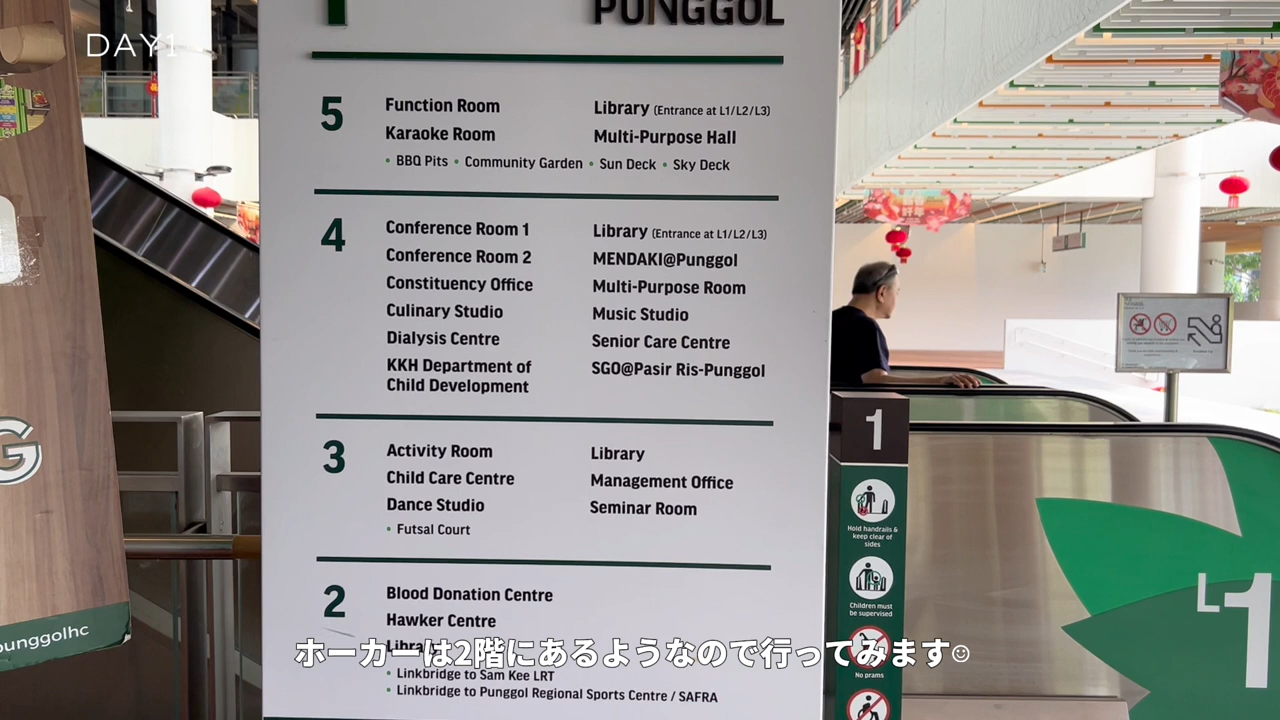 DAY1
PUNGGOL
5
Function Room
Karaoke Room
• BBQ Pits • Community Garden • Sun Deck • Sky Deck
Library (Entrance at L1/L2/L3)
Multi-Purpose Hall
4
Conference Room 1
Conference Room 2
Constituency Office
Culinary Studio
Dialysis Centre
KKH Department of
Child Development
Library (Entrance at L1/L2/L3)
MENDAKI@Punggol
Multi-Purpose Room
Music Studio
Senior Care Centre
SGO@Pasir Ris-Punggol
3
Activity Room
Child Care Centre
Dance Studio
• Futsal Court
Library
Management Office
Seminar Room
2
Blood Donation Centre
Hawker Centre
Library
• Linkbridge to Sam Kee LRT
• Linkbridge to Punggol Regional Sports Centre / SAFRA
ホーカーは2階にあるようなので行ってみます☺
1
Hold handrails &
keep clear of
sides
Children must
be supervised
No prams
L1
G
punggolhc